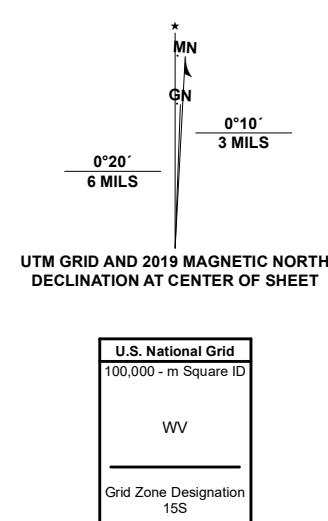 ★
MN
GN
0°10´
3 MILS
0°20´
6 MILS
UTM GRID AND 2019 MAGNETIC NORTH
DECLINATION AT CENTER OF SHEET
U.S. National Grid
100,000 - m Square ID
WV
Grid Zone Designation
15S